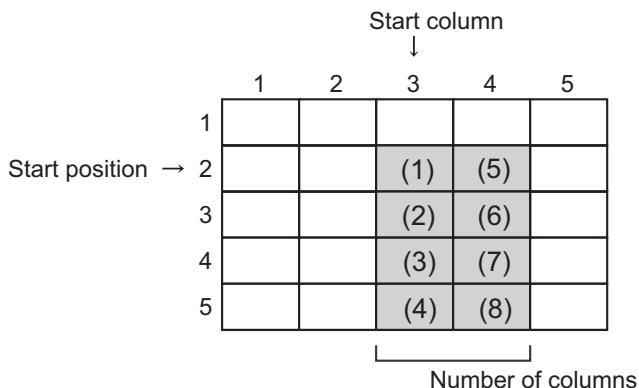 Start column
↓
1 2 3 4 5
1
Start position → 2 (1) (5)
3 (2) (6)
4 (3) (7)
5 (4) (8)
Number of columns